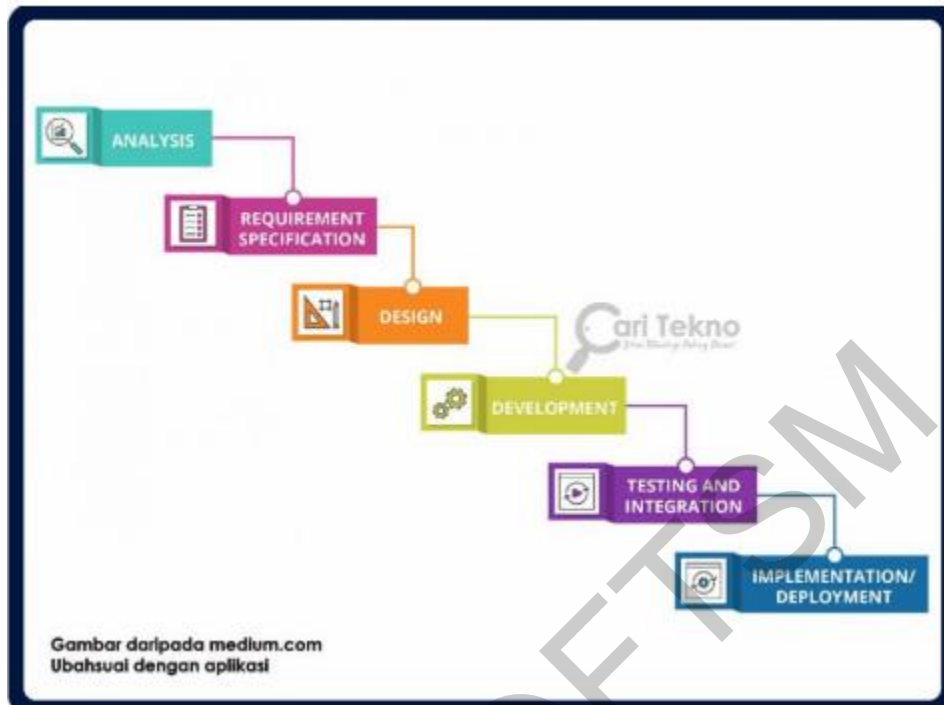 ANALYSIS
REQUIREMENT
SPECIFICATION
DESIGN
Cari Tekno
DEVELOPMENT
TESTING AND
INTEGRATION
IMPLEMENTATION/
DEPLOYMENT
Gambar daripada medium.com
Ubahsuai dengan aplikasi
FTSM